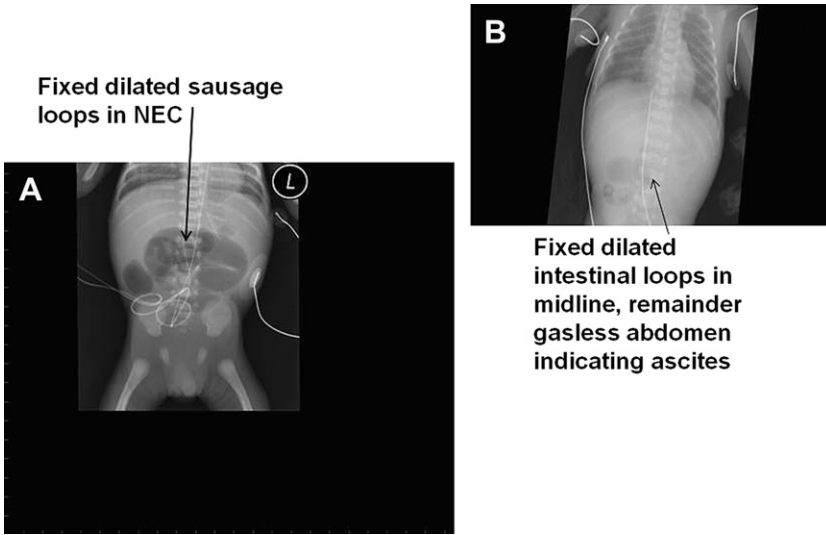 Fixed dilated sausage
loops in NEC
A
L
B
Fixed dilated
intestinal loops in
midline, remainder
gasless abdomen
indicating ascites